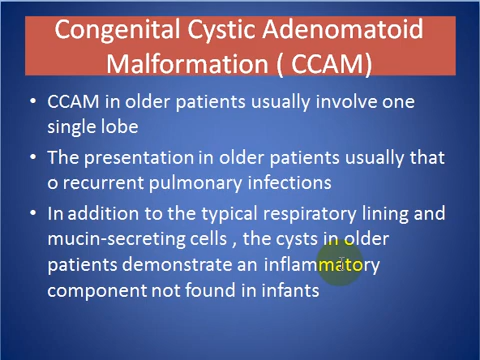 Congenital Cystic Adenomatoid
Malformation ( CCAM)
• CCAM in older patients usually involve one
single lobe
• The presentation in older patients usually that
o recurrent pulmonary infections
• In addition to the typical respiratory lining and
mucin-secreting cells , the cysts in older
patients demonstrate an inflammatory
component not found in infants